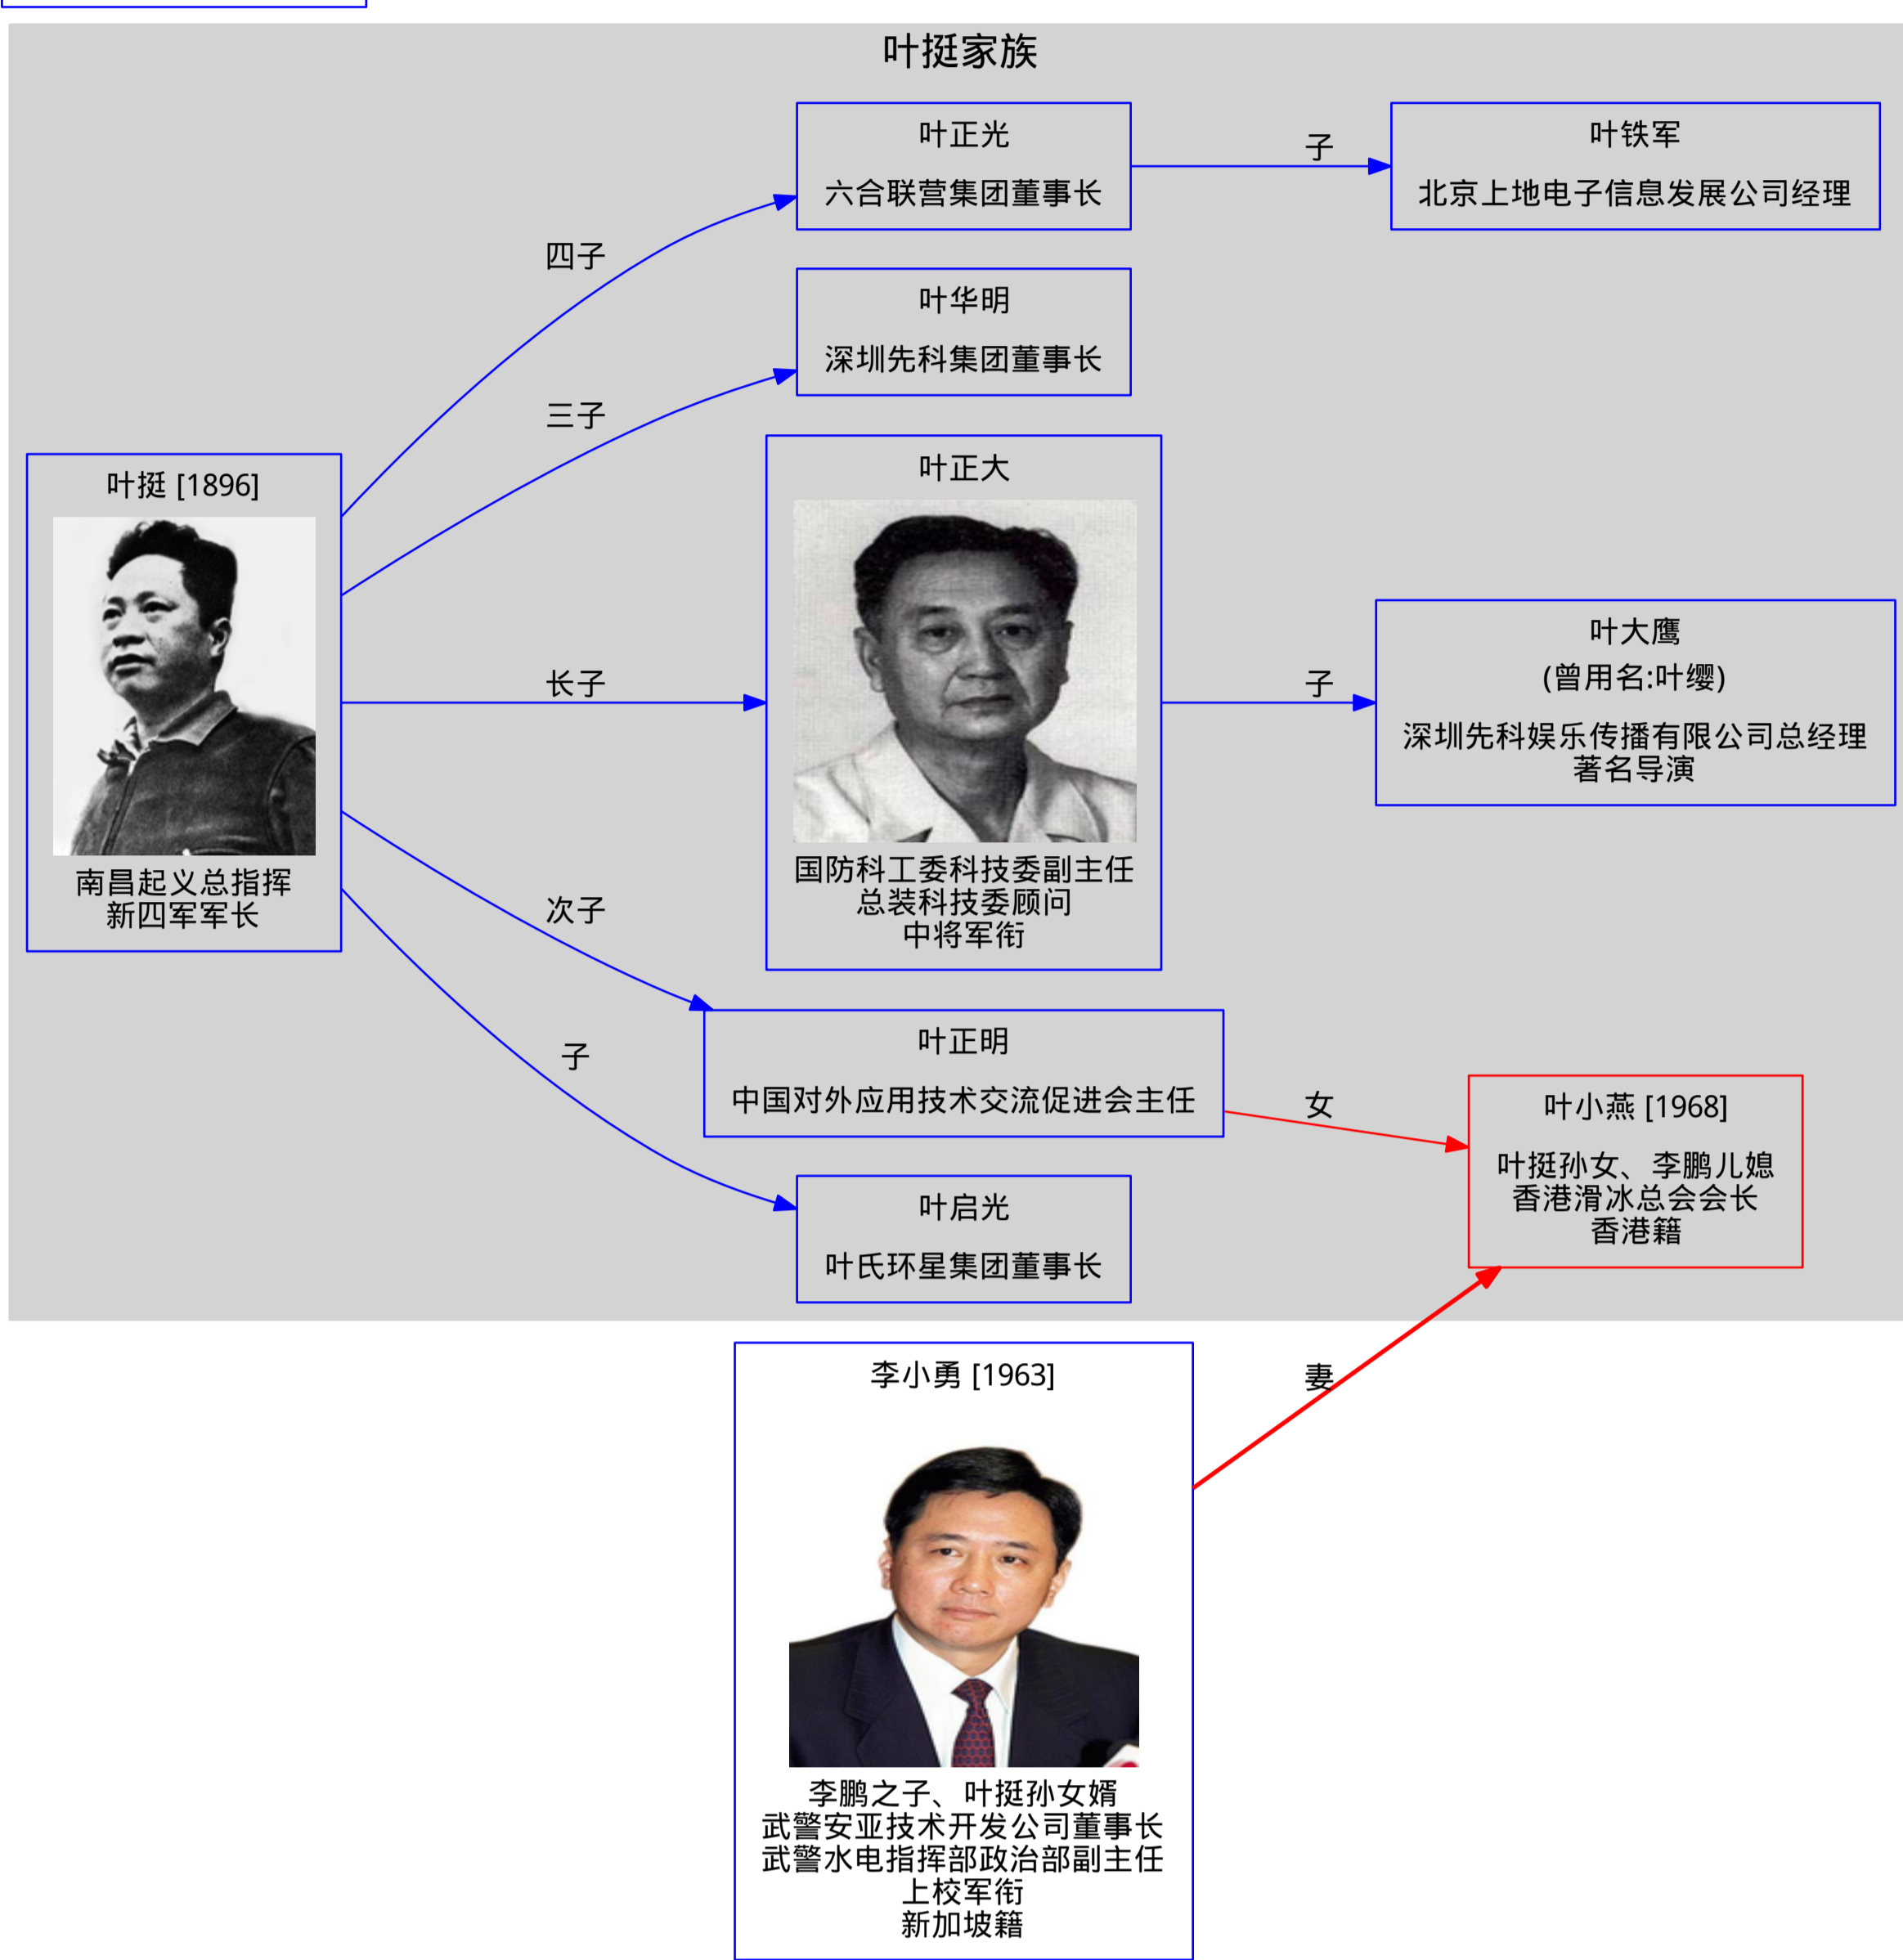 叶挺家族
叶正光
六合联营集团董事长
子
叶铁军
北京上地电子信息发展公司经理
四子
叶华明
深圳先科集团董事长
三子
叶挺 [1896]
南昌起义总指挥
新四军军长
长子
叶正大
国防科工委科技委副主任
总装科技委顾问
中将军衔
子
叶大鹰
(曾用名:叶缨)
深圳先科娱乐传播有限公司总经理
著名导演
次子
叶正明
中国对外应用技术交流促进会主任
女
叶小燕 [1968]
叶挺孙女、李鹏儿媳
香港滑冰总会会长
香港籍
子
叶启光
叶氏环星集团董事长
妻
李小勇 [1963]
李鹏之子、叶挺孙女婿
武警安亚技术开发公司董事长
武警水电指挥部政治部副主任
上校军衔
新加坡籍